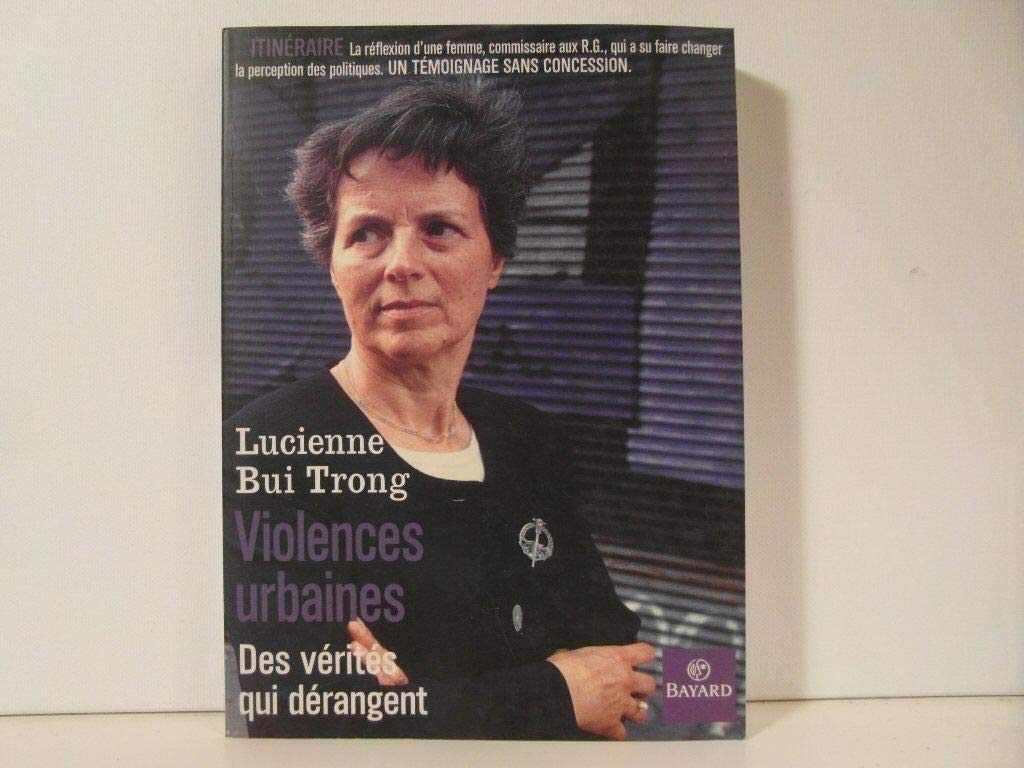 ITINÉRAIRE La réflexion d'une femme, commissaire aux R.G., qui a su faire changer
la perception des politiques. UN TÉMOIGNAGE SANS CONCESSION.
Lucienne
Bui Trong
Violences
urbaines
Des vérités
qui dérangent
BAYARD